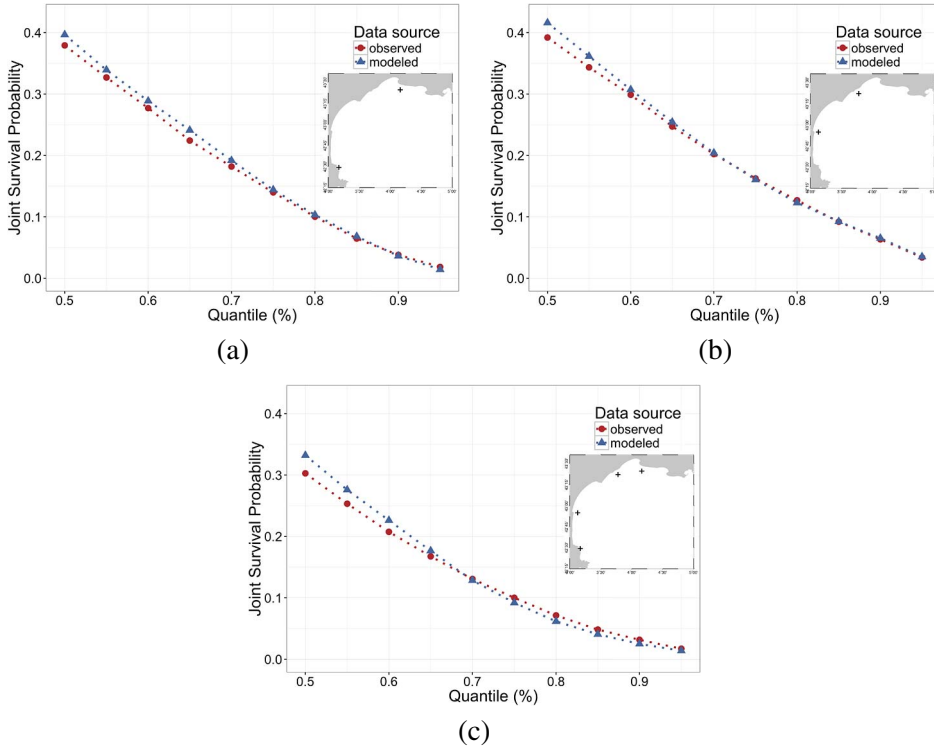 Joint Survival Probability
0.4
0.3
0.2
0.1
0.0
0.5
0.6
0.7
0.8
0.9
Quantile (%)
Data source
observed
modeled
(a)
Joint Survival Probability
0.4
0.3
0.2
0.1
0.0
0.5
0.6
0.7
0.8
0.9
Quantile (%)
Data source
observed
modeled
(b)
Joint Survival Probability
0.4
0.3
0.2
0.1
0.0
0.5
0.6
0.7
0.8
0.9
Quantile (%)
Data source
observed
modeled
(c)